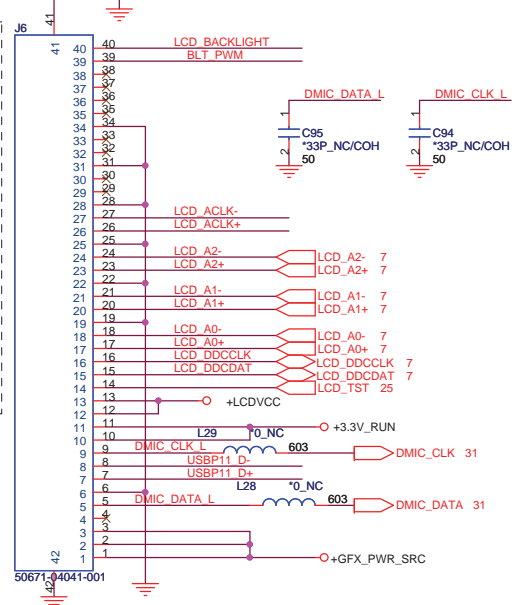 J6
41
41
40 40 LCD_BACKLIGHT
39 39 BLT_PWM
38 38
37 37
36 36
35 35
34 34
33 33
32 32
31 31
30 30
29 29
28 28
27 27 LCD_ACLK-
26 26 LCD_ACLK+
25 25
24 24 LCD_A2- LCD_A2- 7
23 23 LCD_A2+ LCD_A2+ 7
22 22
21 21 LCD_A1- LCD_A1- 7
20 20 LCD_A1+ LCD_A1+ 7
19 19
18 18 LCD_A0- LCD_A0- 7
17 17 LCD_A0+ LCD_A0+ 7
16 16 LCD_DDCCLK LCD_DDCCLK 7
15 15 LCD_DDCDAT LCD_DDCDAT 7
14 14 LCD_TST 25
13 13 +LCDVCC
12 12
11 11 +3.3V_RUN
10 10 L29 *0_NC
9 9 DMIC_CLK_L 603 DMIC_CLK 31
8 8 USBP11_D-
7 7 USBP11_D+
6 6 L28 *0_NC
5 5 DMIC_DATA_L 603 DMIC_DATA 31
4 4
3 3
2 2
1 1 +GFX_PWR_SRC
42
42
50671-04041-001
DMIC_DATA_L
1
C95
*33P_NC/COH
2
50
DMIC_CLK_L
1
C94
*33P_NC/COH
2
50